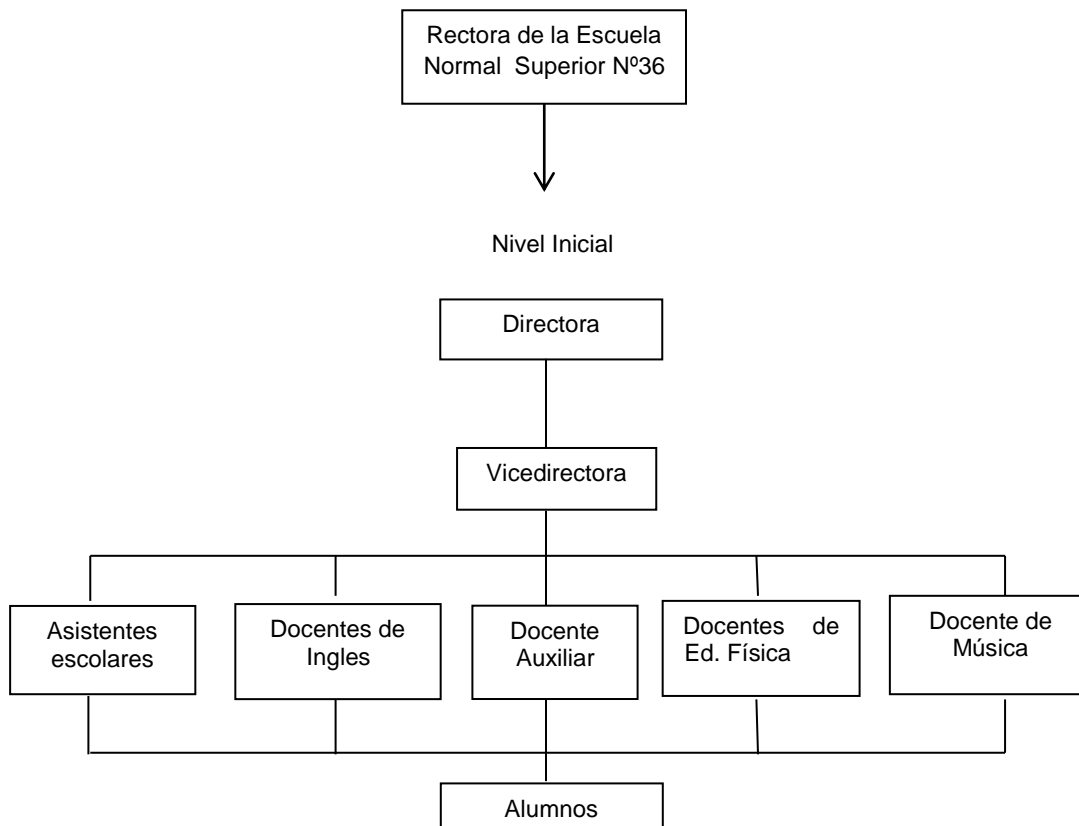 Rectora de la Escuela
Normal Superior Nº36
Nivel Inicial
Directora
Vicedirectora
Asistentes
escolares
Docentes de
Ingles
Docente
Auxiliar
Docentes de
Ed. Física
Docente de
Música
Alumnos